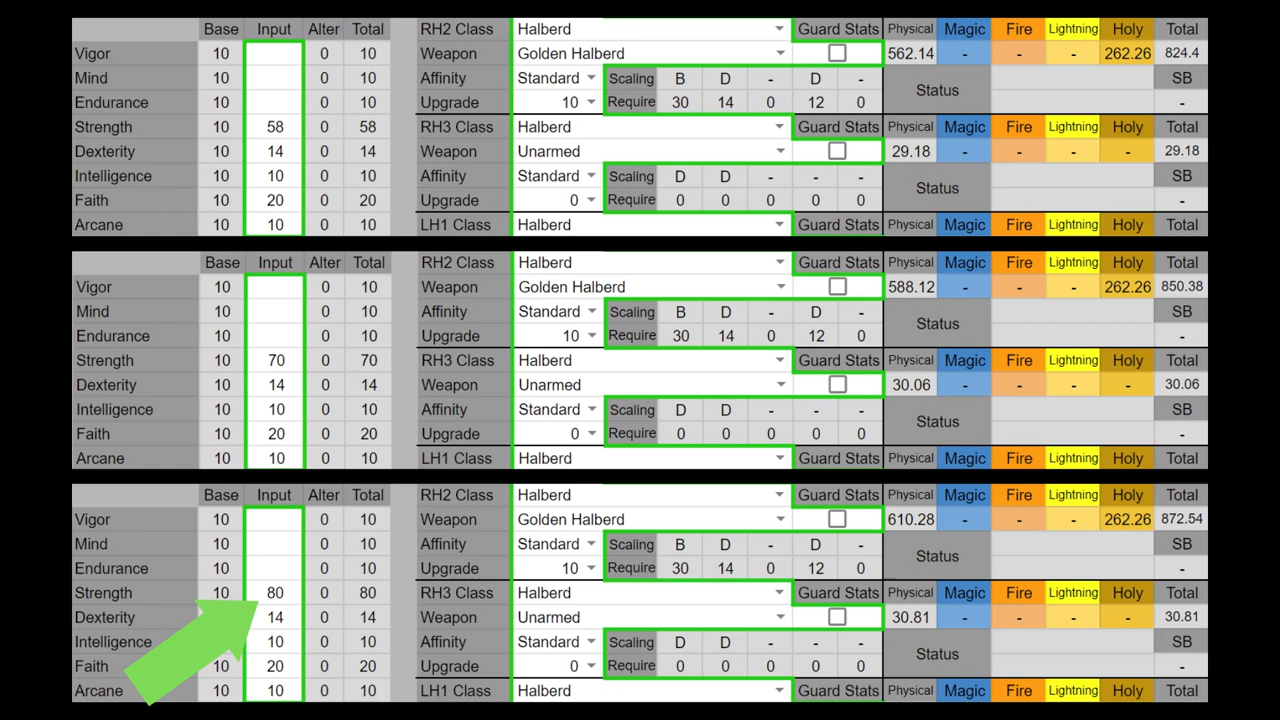 Base Input Alter Total RH2 Class Halberd Guard Stats Physical Magic Fire Lightning Holy Total
Vigor 10 0 10 Weapon Golden Halberd 562.14 - - - 262.26 824.4
Mind 10 0 10 Affinity Standard Scaling B D - D - Status SB
Endurance 10 0 10 Upgrade 10 Require 30 14 0 12 0 -
Strength 10 58 0 58 RH3 Class Halberd Guard Stats Physical Magic Fire Lightning Holy Total
Dexterity 10 14 0 14 Weapon Unarmed 29.18 - - - - 29.18
Intelligence 10 10 0 10 Affinity Standard Scaling D D - - - Status SB
Faith 10 20 0 20 Upgrade 0 Require 0 0 0 0 0 -
Arcane 10 10 0 10 LH1 Class Halberd Guard Stats Physical Magic Fire Lightning Holy Total
Base Input Alter Total RH2 Class Halberd Guard Stats Physical Magic Fire Lightning Holy Total
Vigor 10 0 10 Weapon Golden Halberd 588.12 - - - 262.26 850.38
Mind 10 0 10 Affinity Standard Scaling B D - D - Status SB
Endurance 10 0 10 Upgrade 10 Require 30 14 0 12 0 -
Strength 10 70 0 70 RH3 Class Halberd Guard Stats Physical Magic Fire Lightning Holy Total
Dexterity 10 14 0 14 Weapon Unarmed 30.06 - - - - 30.06
Intelligence 10 10 0 10 Affinity Standard Scaling D D - - - Status SB
Faith 10 20 0 20 Upgrade 0 Require 0 0 0 0 0 -
Arcane 10 10 0 10 LH1 Class Halberd Guard Stats Physical Magic Fire Lightning Holy Total
Base Input Alter Total RH2 Class Halberd Guard Stats Physical Magic Fire Lightning Holy Total
Vigor 10 0 10 Weapon Golden Halberd 610.28 - - - 262.26 872.54
Mind 10 0 10 Affinity Standard Scaling B D - D - Status SB
Endurance 10 0 10 Upgrade 10 Require 30 14 0 12 0 -
Strength 10 80 0 80 RH3 Class Halberd Guard Stats Physical Magic Fire Lightning Holy Total
Dexterity 14 0 14 Weapon Unarmed 30.81 - - - - 30.81
Intelligence 10 0 10 Affinity Standard Scaling D D - - - Status SB
Faith 10 20 0 20 Upgrade 0 Require 0 0 0 0 0 -
Arcane 10 10 0 10 LH1 Class Halberd Guard Stats Physical Magic Fire Lightning Holy Total